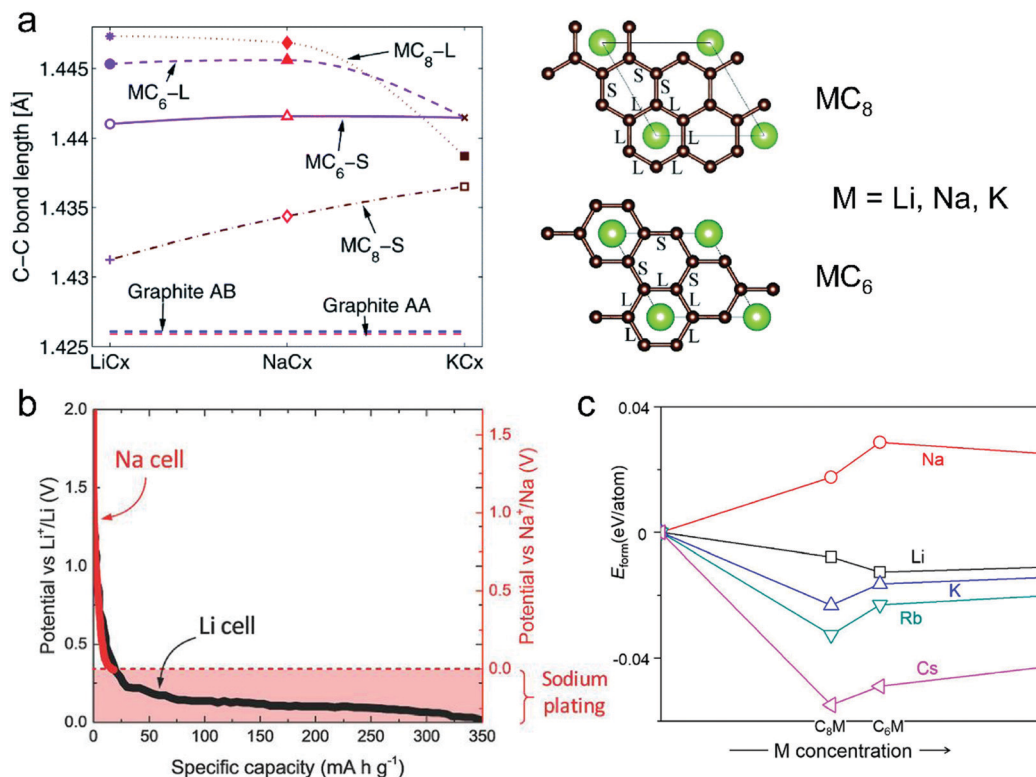 a
C–C bond length [Å]
1.445
1.44
1.435
1.43
1.425
MC8–L
MC6–L
MC6–S
MC8–S
Graphite AB
Graphite AA
LiCx
NaCx
KCx
S
S
S
L
L
L
L
L
L
MC8
M = Li, Na, K
S
S
S
L
L
L
L
L
L
MC6
b
Potential vs Li+/Li (V)
2.0
1.5
1.0
0.5
0.0
Na cell
Li cell
1.5
1.0
0.5
0.0
Potential vs Na+/Na (V)
Sodium
plating
0
50
100
150
200
250
300
350
Specific capacity (mA h g-1)
c
Eform(eV/atom)
0.04
0
-0.04
Na
Li
K
Rb
Cs
C8M
C6M
M concentration